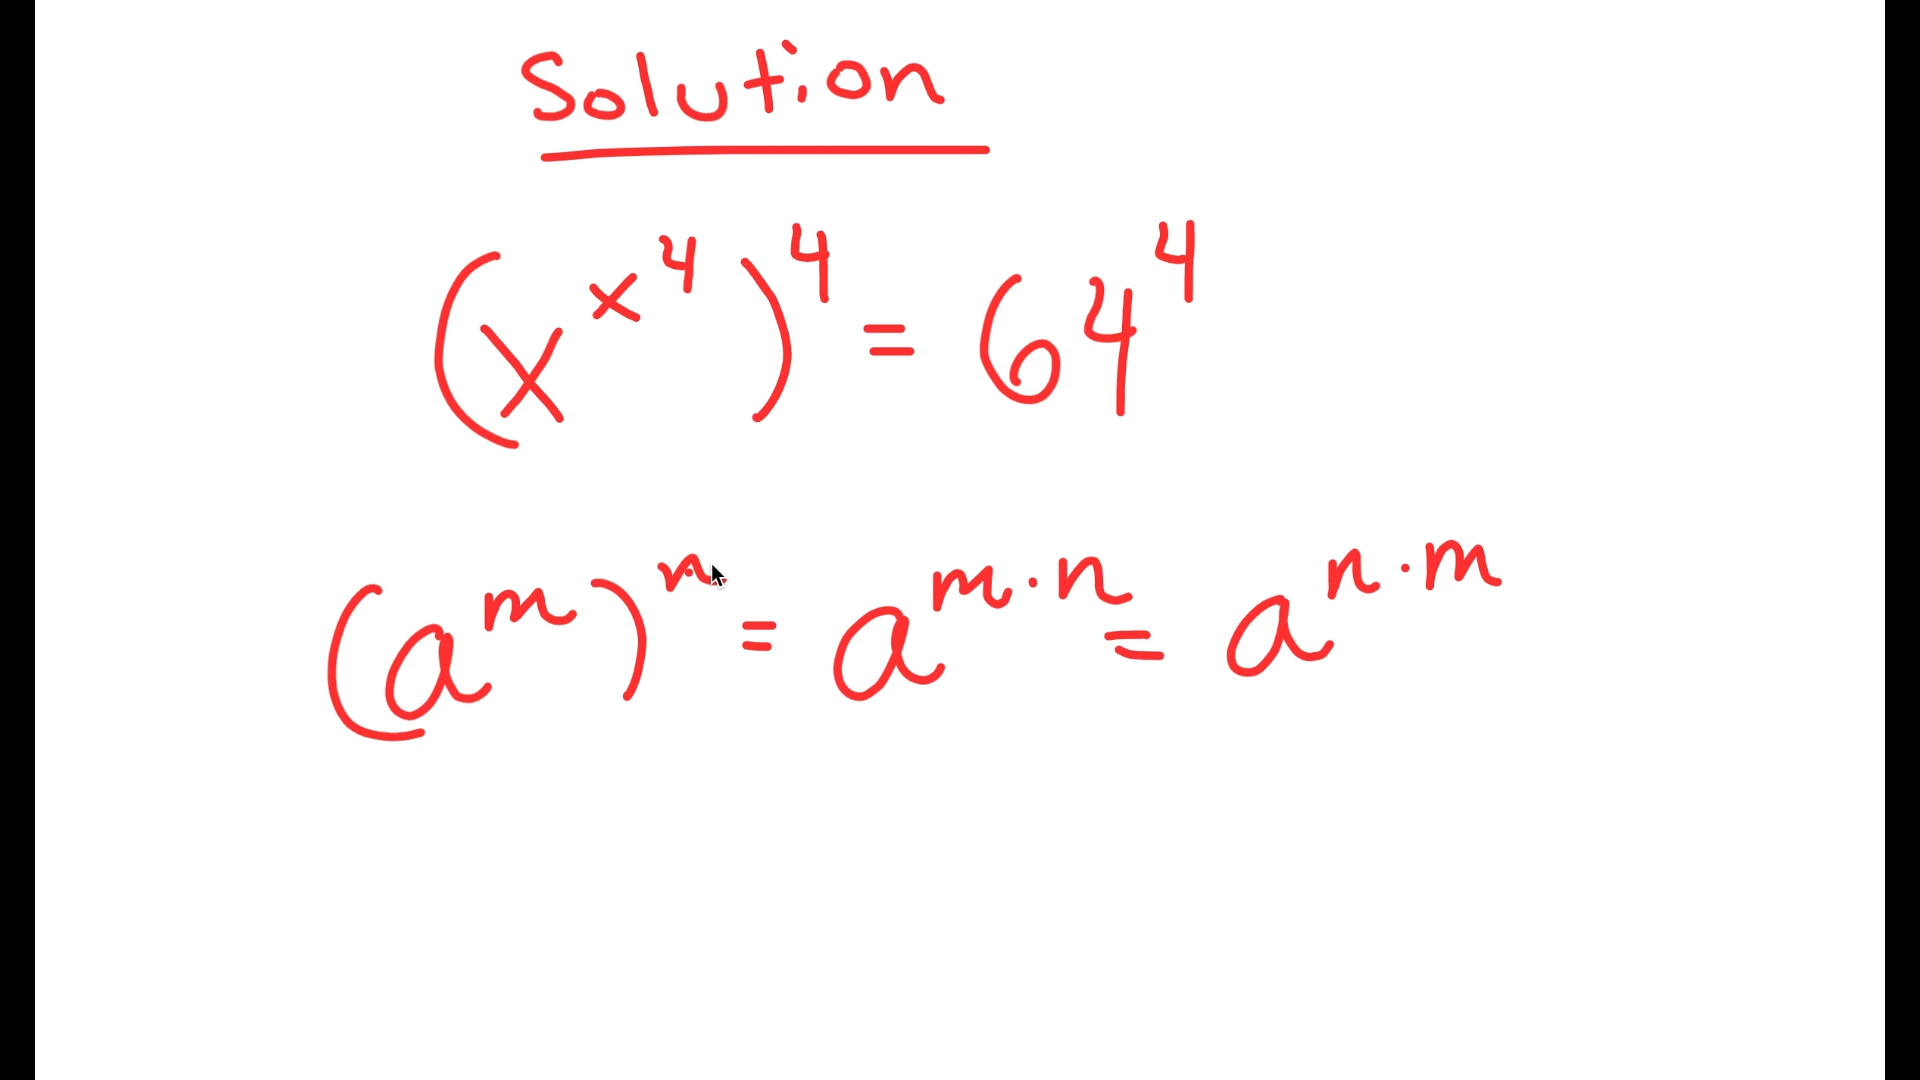 Solution
(x^x^4)^4 = 64^4
(a^m)^n = a^m·n = a^n·m